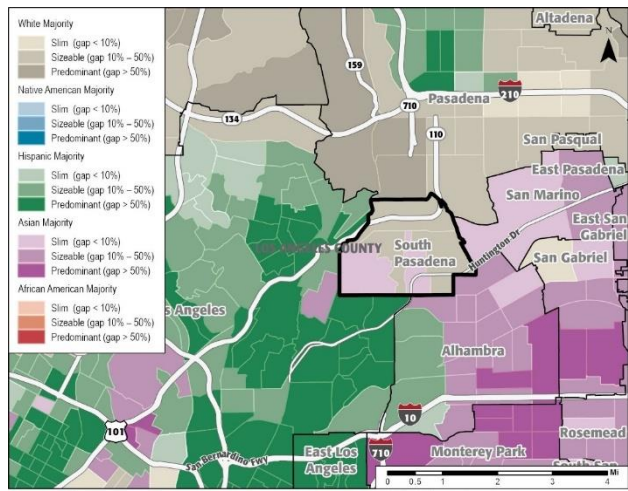 White Majority
Slim (gap < 10%)
Sizeable (gap 10% – 50%)
Predominant (gap > 50%)
Native American Majority
Slim (gap < 10%)
Sizeable (gap 10% – 50%)
Predominant (gap > 50%)
Hispanic Majority
Slim (gap < 10%)
Sizeable (gap 10% – 50%)
Predominant (gap > 50%)
Asian Majority
Slim (gap < 10%)
Sizeable (gap 10% – 50%)
Predominant (gap > 50%)
African American Majority
Slim (gap < 10%)
Sizeable (gap 10% – 50%)
Predominant (gap > 50%)
Altadena
N
159
134
710
Pasadena
210
110
San Pasqual
East Pasadena
San Marino
East San
Gabriel
LOS ANGELES COUNTY
South
Pasadena
Huntington Dr
San Gabriel
s Angeles
Alhambra
101
10
San Bernardino Fwy
East Los
Angeles
710
Monterey Park
Rosemead
South San
Mi
0 0.5 1 2 3 4